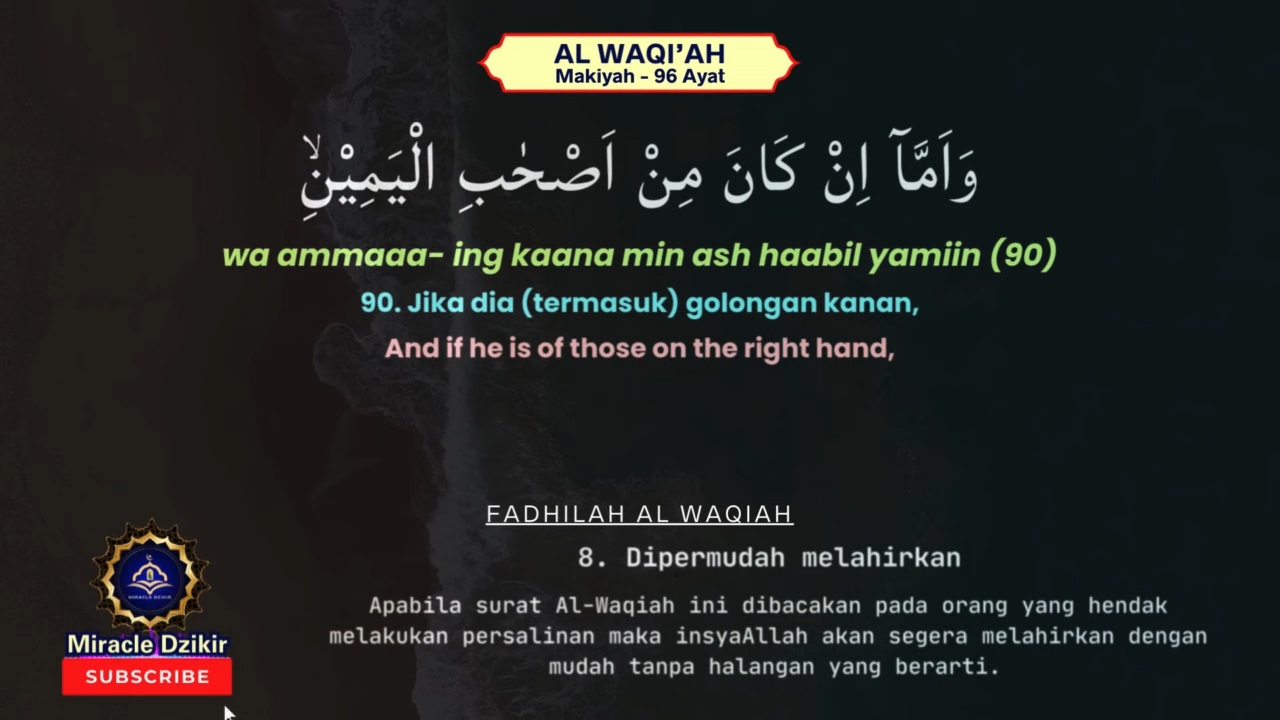 AL WAQI'AH
Makiyah - 96 Ayat
وَاَمَّآ اِنْ كَانَ مِنْ اَصْحٰبِ الْيَمِيْنِۙ
wa ammaaa- ing kaana min ash haabil yamiin (90)
90. Jika dia (termasuk) golongan kanan,
And if he is of those on the right hand,
FADHILAH AL WAQIAH
8. Dipermudah melahirkan
Apabila surat Al-Waqiah ini dibacakan pada orang yang hendak
melakukan persalinan maka insyaAllah akan segera melahirkan dengan
mudah tanpa halangan yang berarti.
MIRACLE DZIKIR
Miracle Dzikir
SUBSCRIBE